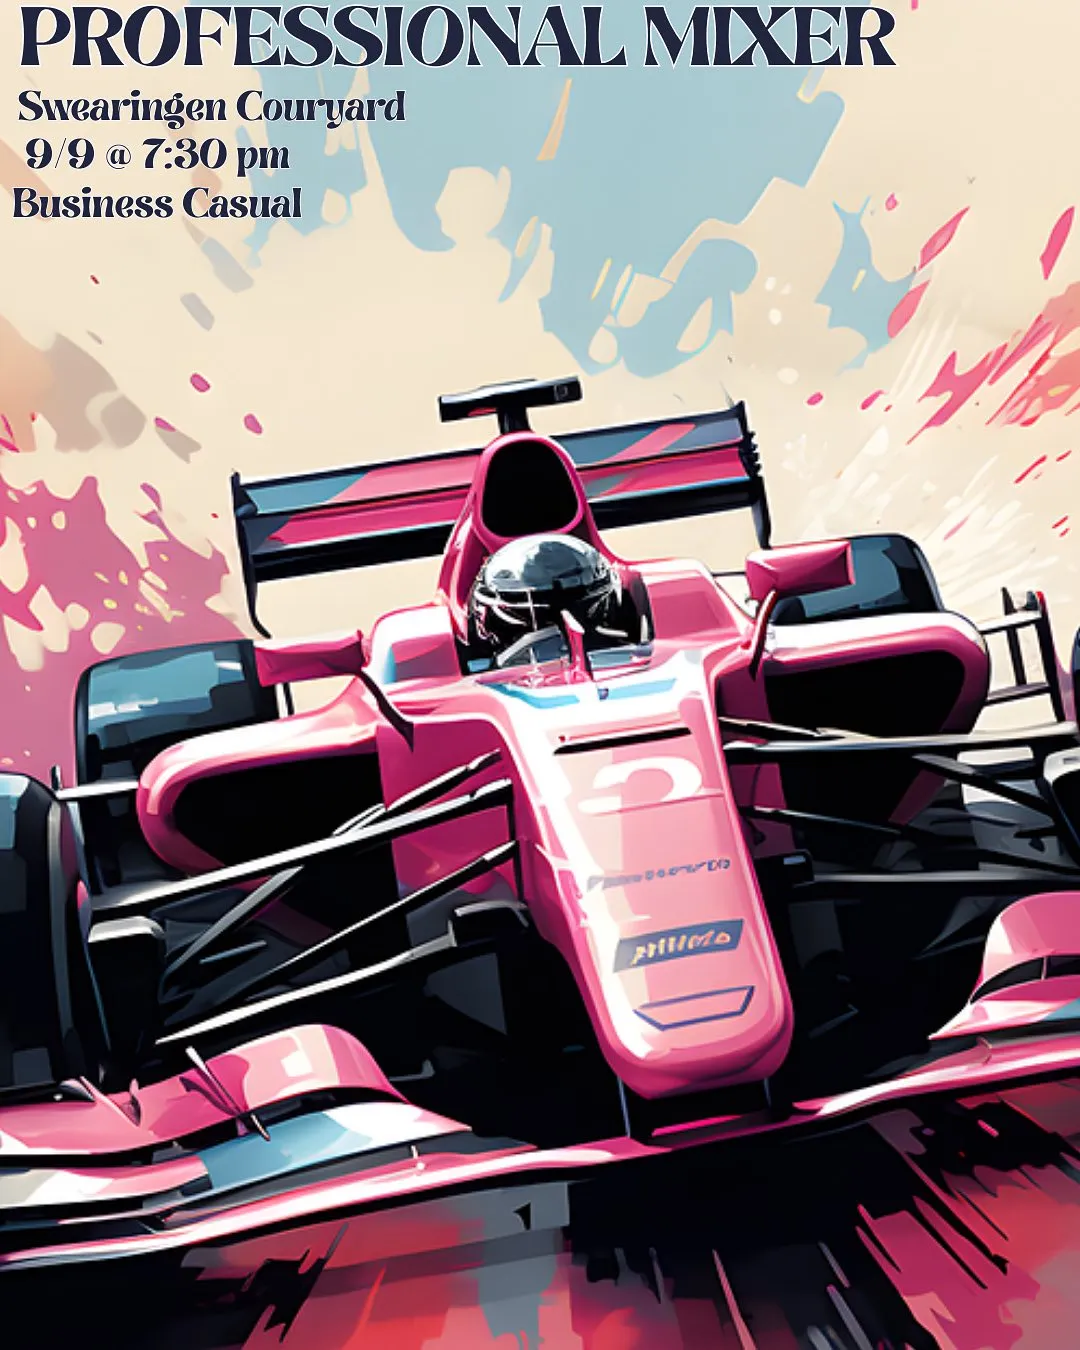 PROFESSIONAL MIXER
Swearingen Couryard
9/9 @ 7:30 pm
Business Casual